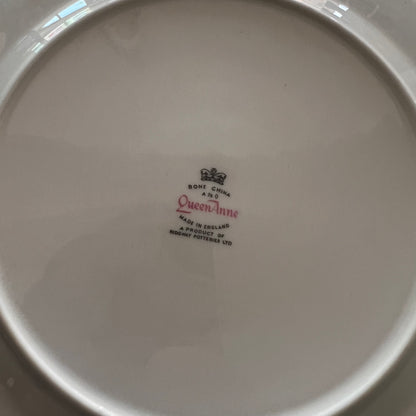 BONE CHINA
Queen Anne
MADE IN ENGLAND
A PRODUCT OF
RIDGWAY POTTERIES LTD